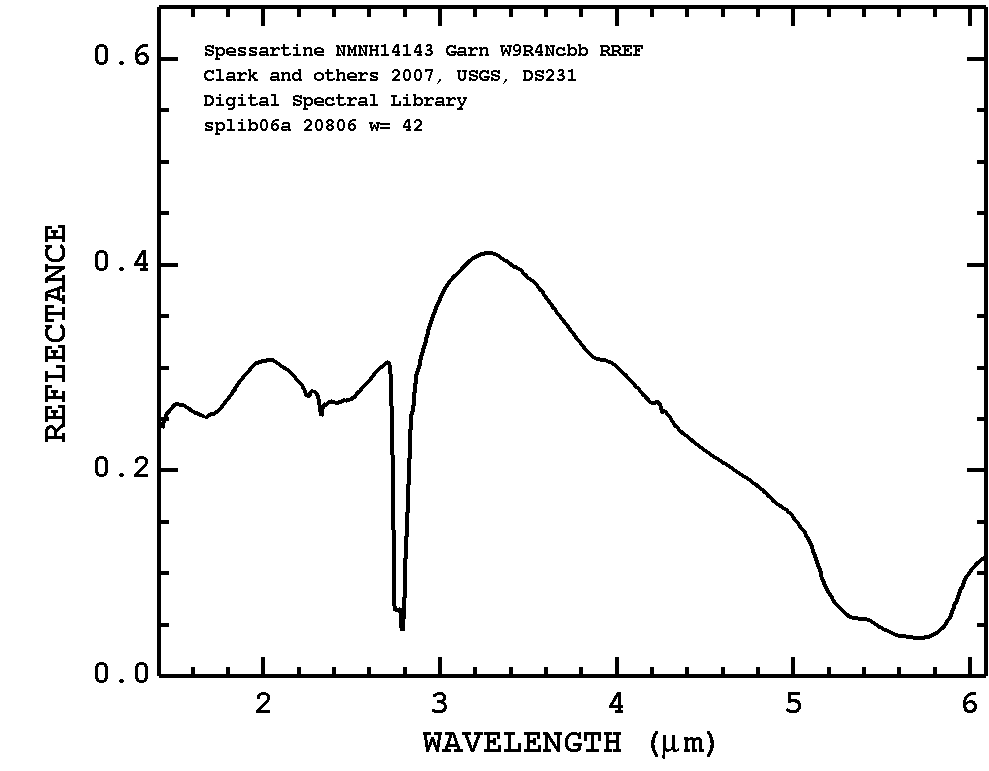 Spessartine NMNH14143 Garn W9R4Ncbb RREF
Clark and others 2007, USGS, DS231
Digital Spectral Library
splib06a 20806 w= 42
REFLECTANCE
0.6
0.4
0.2
0.0
2 3 4 5 6
WAVELENGTH (μm)